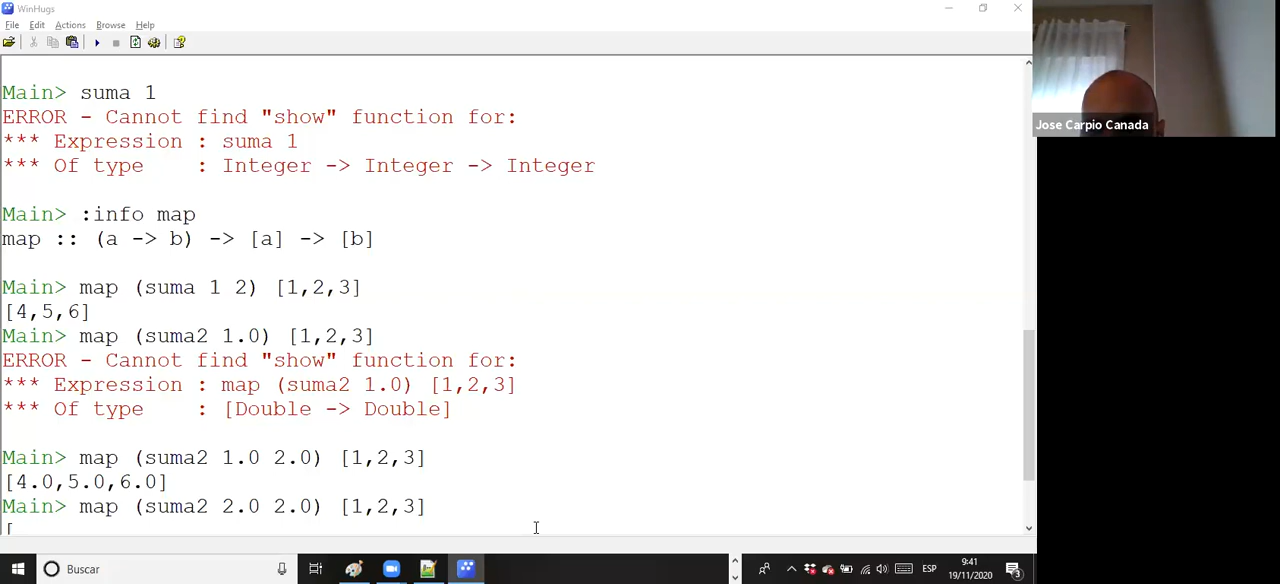 WinHugs
File Edit Actions Browse Help
Main> suma 1
ERROR - Cannot find "show" function for:
*** Expression : suma 1
*** Of type    : Integer -> Integer -> Integer
Main> :info map
map :: (a -> b) -> [a] -> [b]
Main> map (suma 1 2) [1,2,3]
[4,5,6]
Main> map (suma2 1.0) [1,2,3]
ERROR - Cannot find "show" function for:
*** Expression : map (suma2 1.0) [1,2,3]
*** Of type    : [Double -> Double]
Main> map (suma2 1.0 2.0) [1,2,3]
[4.0,5.0,6.0]
Main> map (suma2 2.0 2.0) [1,2,3]
[
Jose Carpio Canada
Buscar
ESP
9:41
19/11/2020
3